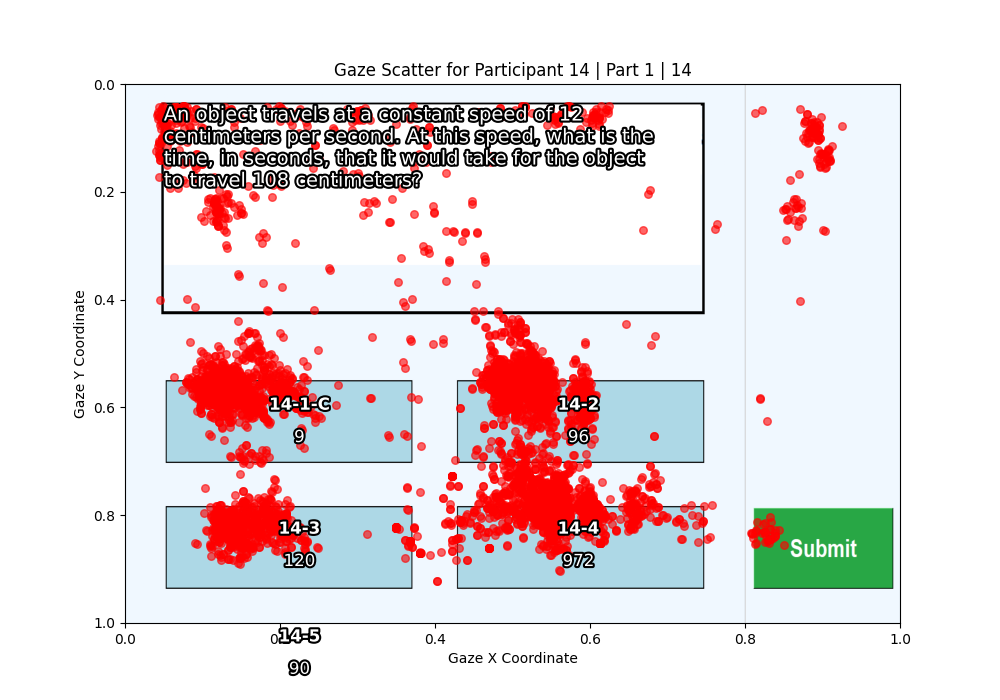 Gaze Scatter for Participant 14 | Part 1 | 14
An object travels at a constant speed of 12
centimeters per second. At this speed, what is the
time, in seconds, that it would take for the object
to travel 108 centimeters?
14-1-C
9
14-2
96
14-3
120
14-4
972
14-5
90
Submit
Gaze Y Coordinate
0.0
0.2
0.4
0.6
0.8
1.0
0.0
0.2
0.4
0.6
0.8
1.0
Gaze X Coordinate